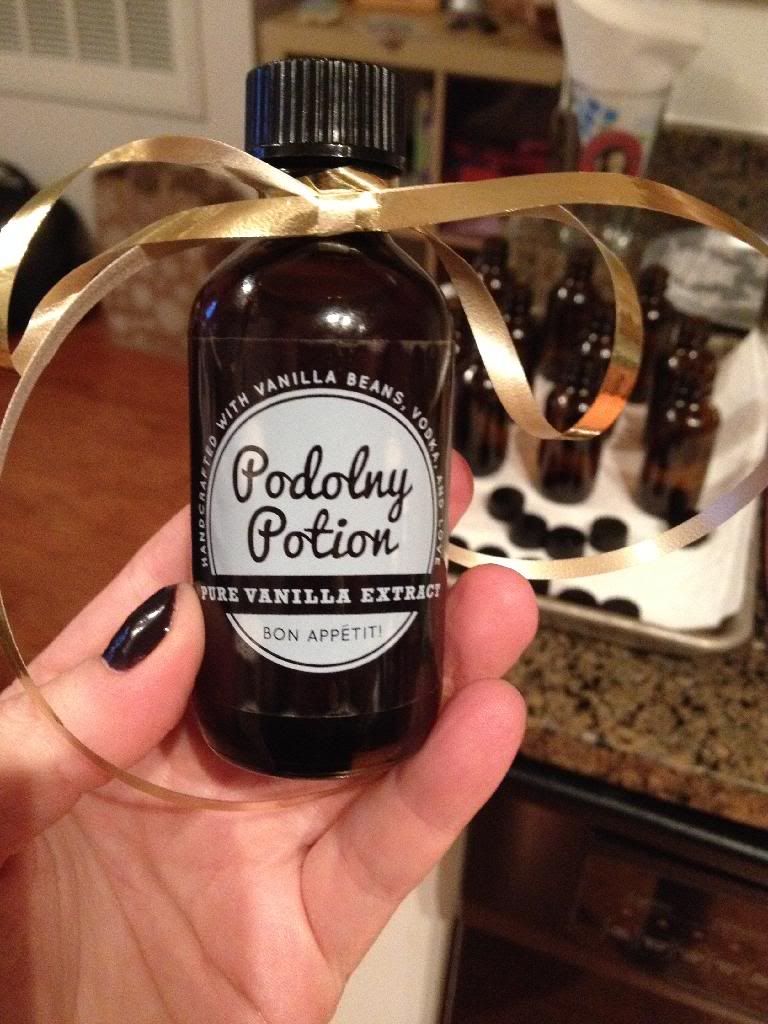 HANDCRAFTED WITH VANILLA BEANS, VODKA, AND LOVE
Podolny
Potion
PURE VANILLA EXTRACT
BON APPÉTIT!